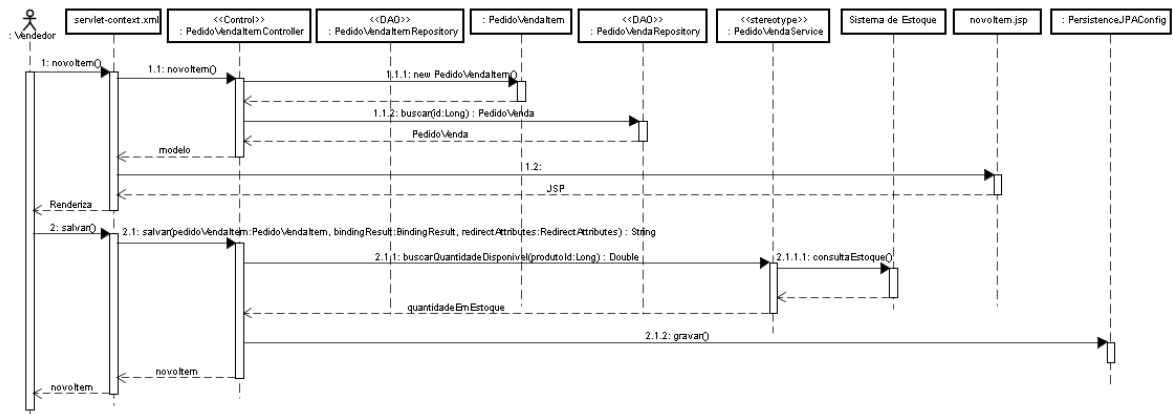 : Vendedor
servlet-context.xml
<<Control>>
: PedidoVendaItemController
<<DAO>>
: PedidoVendaItemRepository
: PedidoVendaItem
<<DAO>>
: PedidoVendaRepository
<<stereotype>>
: PedidoVendaService
Sistema de Estoque
novoItem.jsp
: PersistenceJPAConfig
1: novoItem()
1.1: novoItem()
1.1.1: new PedidoVendaItem()
1.1.2: buscar(id:Long) : PedidoVenda
PedidoVenda
modelo
1.2:
JSP
Renderiza
2: salvar()
2.1: salvar(pedidoVendaItem:PedidoVendaItem, bindingResult:BindingResult, redirectAttributes:RedirectAttributes) : String
2.1.1: buscarQuantidadeDisponivel(produtoId:Long) : Double
2.1.1.1: consultaEstoque()
quantidadeEmEstoque
2.1.2: gravar()
novoItem
novoItem